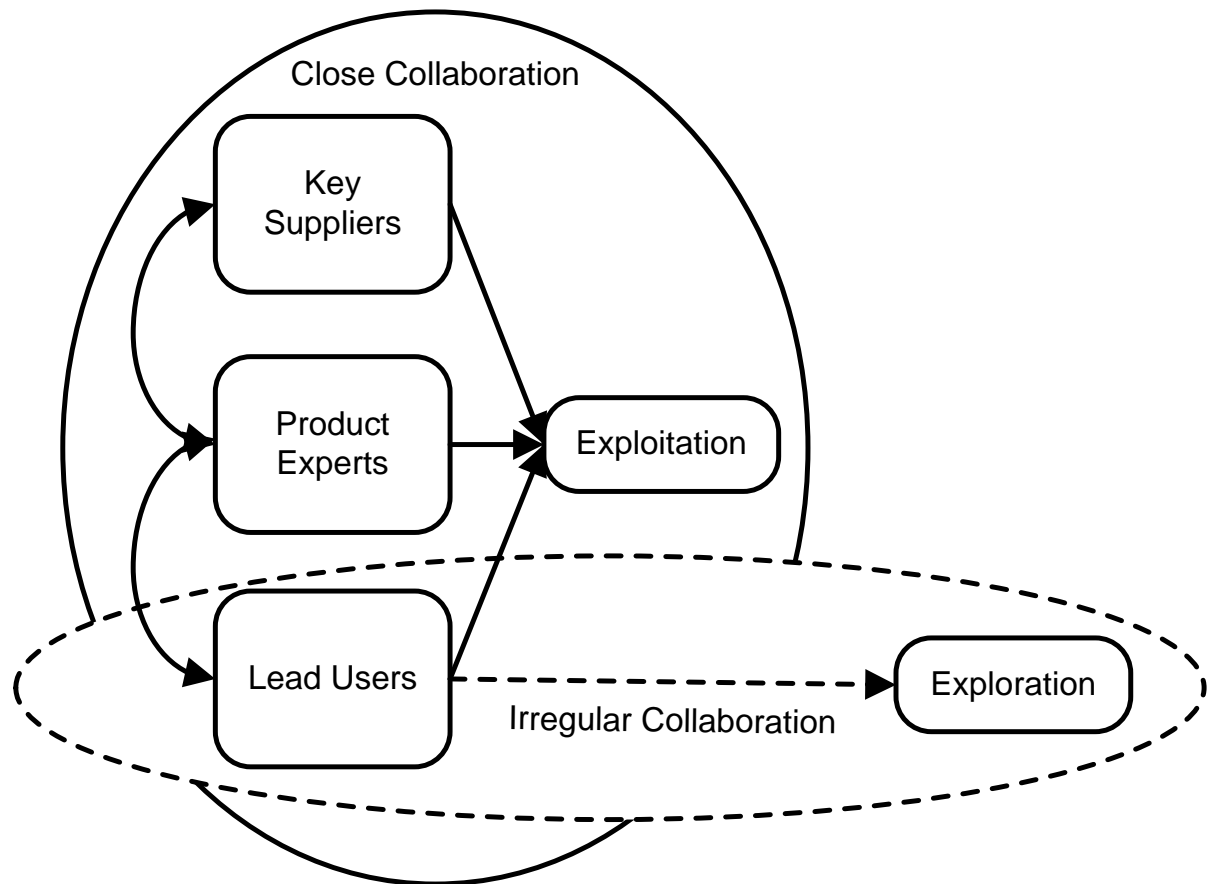 Close Collaboration
Key
Suppliers
Product
Experts
Exploitation
Lead Users
Exploration
Irregular Collaboration